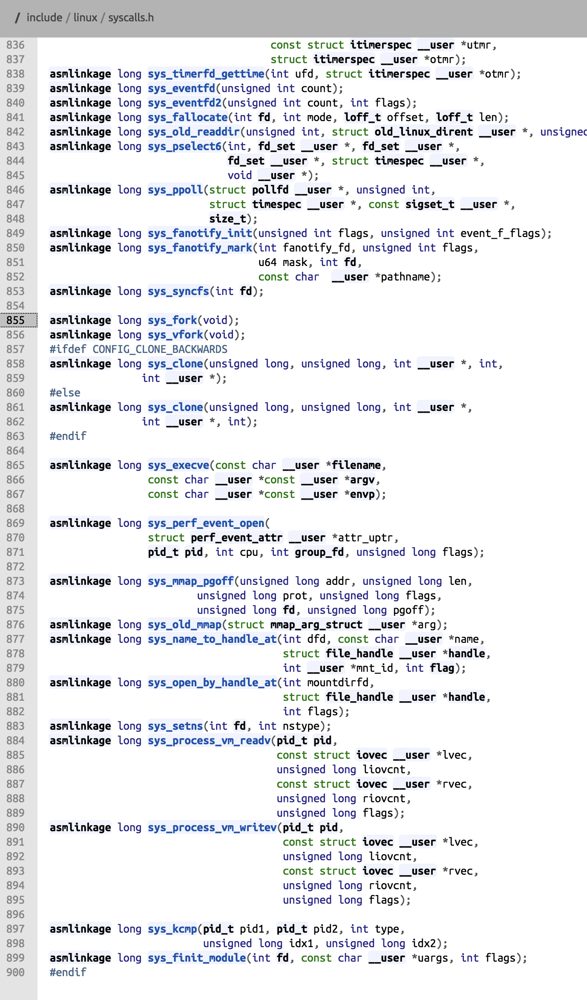 / include / linux / syscalls.h
836 const struct itimerspec __user *utmr,
837 struct itimerspec __user *otmr);
838 asmlinkage long sys_timerfd_gettime(int ufd, struct itimerspec __user *otmr);
839 asmlinkage long sys_eventfd(unsigned int count);
840 asmlinkage long sys_eventfd2(unsigned int count, int flags);
841 asmlinkage long sys_fallocate(int fd, int mode, loff_t offset, loff_t len);
842 asmlinkage long sys_old_readdir(unsigned int, struct old_linux_dirent __user *, unsigned
843 asmlinkage long sys_pselect6(int, fd_set __user *, fd_set __user *,
844 fd_set __user *, struct timespec __user *,
845 void __user *);
846 asmlinkage long sys_ppoll(struct pollfd __user *, unsigned int,
847 struct timespec __user *, const sigset_t __user *,
848 size_t);
849 asmlinkage long sys_fanotify_init(unsigned int flags, unsigned int event_f_flags);
850 asmlinkage long sys_fanotify_mark(int fanotify_fd, unsigned int flags,
851 u64 mask, int fd,
852 const char  __user *pathname);
853 asmlinkage long sys_syncfs(int fd);
854
855 asmlinkage long sys_fork(void);
856 asmlinkage long sys_vfork(void);
857 #ifdef CONFIG_CLONE_BACKWARDS
858 asmlinkage long sys_clone(unsigned long, unsigned long, int __user *, int,
859 int __user *);
860 #else
861 asmlinkage long sys_clone(unsigned long, unsigned long, int __user *,
862 int __user *, int);
863 #endif
864
865 asmlinkage long sys_execve(const char __user *filename,
866 const char __user *const __user *argv,
867 const char __user *const __user *envp);
868
869 asmlinkage long sys_perf_event_open(
870 struct perf_event_attr __user *attr_uptr,
871 pid_t pid, int cpu, int group_fd, unsigned long flags);
872
873 asmlinkage long sys_mmap_pgoff(unsigned long addr, unsigned long len,
874 unsigned long prot, unsigned long flags,
875 unsigned long fd, unsigned long pgoff);
876 asmlinkage long sys_old_mmap(struct mmap_arg_struct __user *arg);
877 asmlinkage long sys_name_to_handle_at(int dfd, const char __user *name,
878 struct file_handle __user *handle,
879 int __user *mnt_id, int flag);
880 asmlinkage long sys_open_by_handle_at(int mountdirfd,
881 struct file_handle __user *handle,
882 int flags);
883 asmlinkage long sys_setns(int fd, int nstype);
884 asmlinkage long sys_process_vm_readv(pid_t pid,
885 const struct iovec __user *lvec,
886 unsigned long liovcnt,
887 const struct iovec __user *rvec,
888 unsigned long riovcnt,
889 unsigned long flags);
890 asmlinkage long sys_process_vm_writev(pid_t pid,
891 const struct iovec __user *lvec,
892 unsigned long liovcnt,
893 const struct iovec __user *rvec,
894 unsigned long riovcnt,
895 unsigned long flags);
896
897 asmlinkage long sys_kcmp(pid_t pid1, pid_t pid2, int type,
898 unsigned long idx1, unsigned long idx2);
899 asmlinkage long sys_finit_module(int fd, const char __user *uargs, int flags);
900 #endif